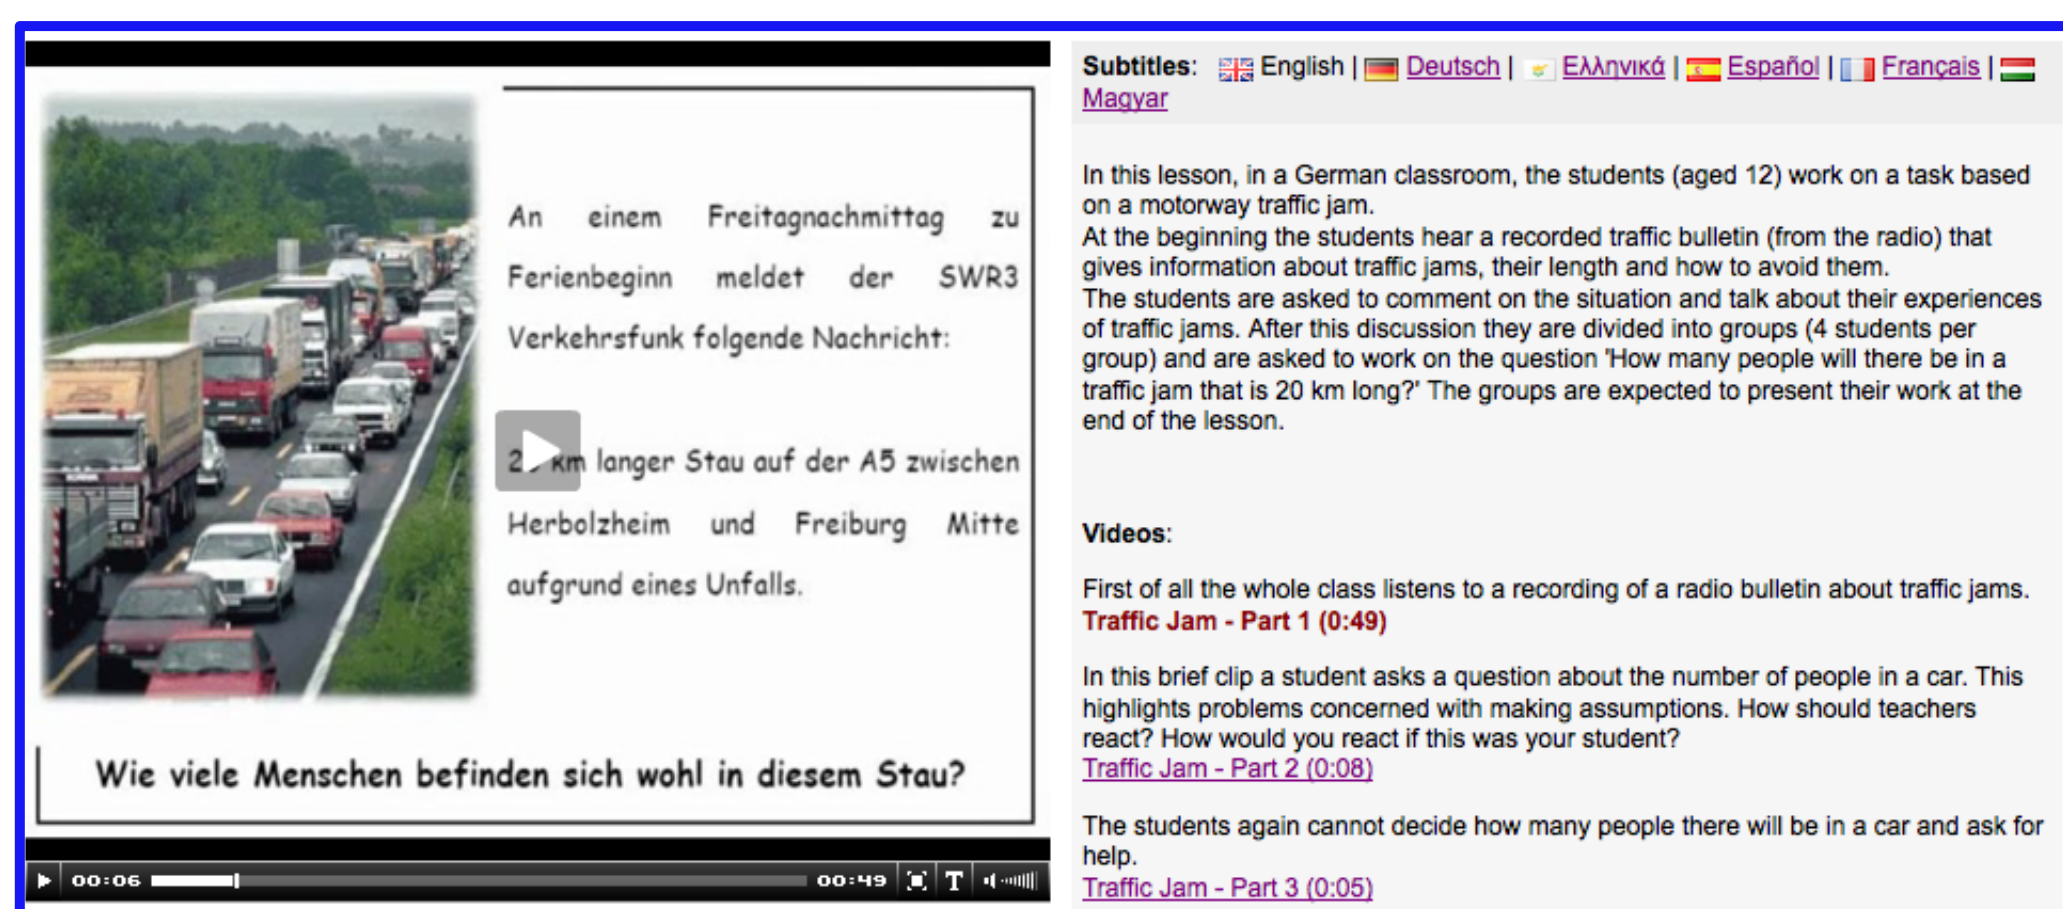 An einem Freitagnachmittag zu
Ferienbeginn meldet der SWR3
Verkehrsfunk folgende Nachricht:
km langer Stau auf der A5 zwischen
Herbolzheim und Freiburg Mitte
aufgrund eines Unfalls.
Wie viele Menschen befinden sich wohl in diesem Stau?
00:06 00:49 T
Subtitles: English | Deutsch | Ελληνικά | Español | Français |
Magyar
In this lesson, in a German classroom, the students (aged 12) work on a task based
on a motorway traffic jam.
At the beginning the students hear a recorded traffic bulletin (from the radio) that
gives information about traffic jams, their length and how to avoid them.
The students are asked to comment on the situation and talk about their experiences
of traffic jams. After this discussion they are divided into groups (4 students per
group) and are asked to work on the question 'How many people will there be in a
traffic jam that is 20 km long?' The groups are expected to present their work at the
end of the lesson.
Videos:
First of all the whole class listens to a recording of a radio bulletin about traffic jams.
Traffic Jam - Part 1 (0:49)
In this brief clip a student asks a question about the number of people in a car. This
highlights problems concerned with making assumptions. How should teachers
react? How would you react if this was your student?
Traffic Jam - Part 2 (0:08)
The students again cannot decide how many people there will be in a car and ask for
help.
Traffic Jam - Part 3 (0:05)